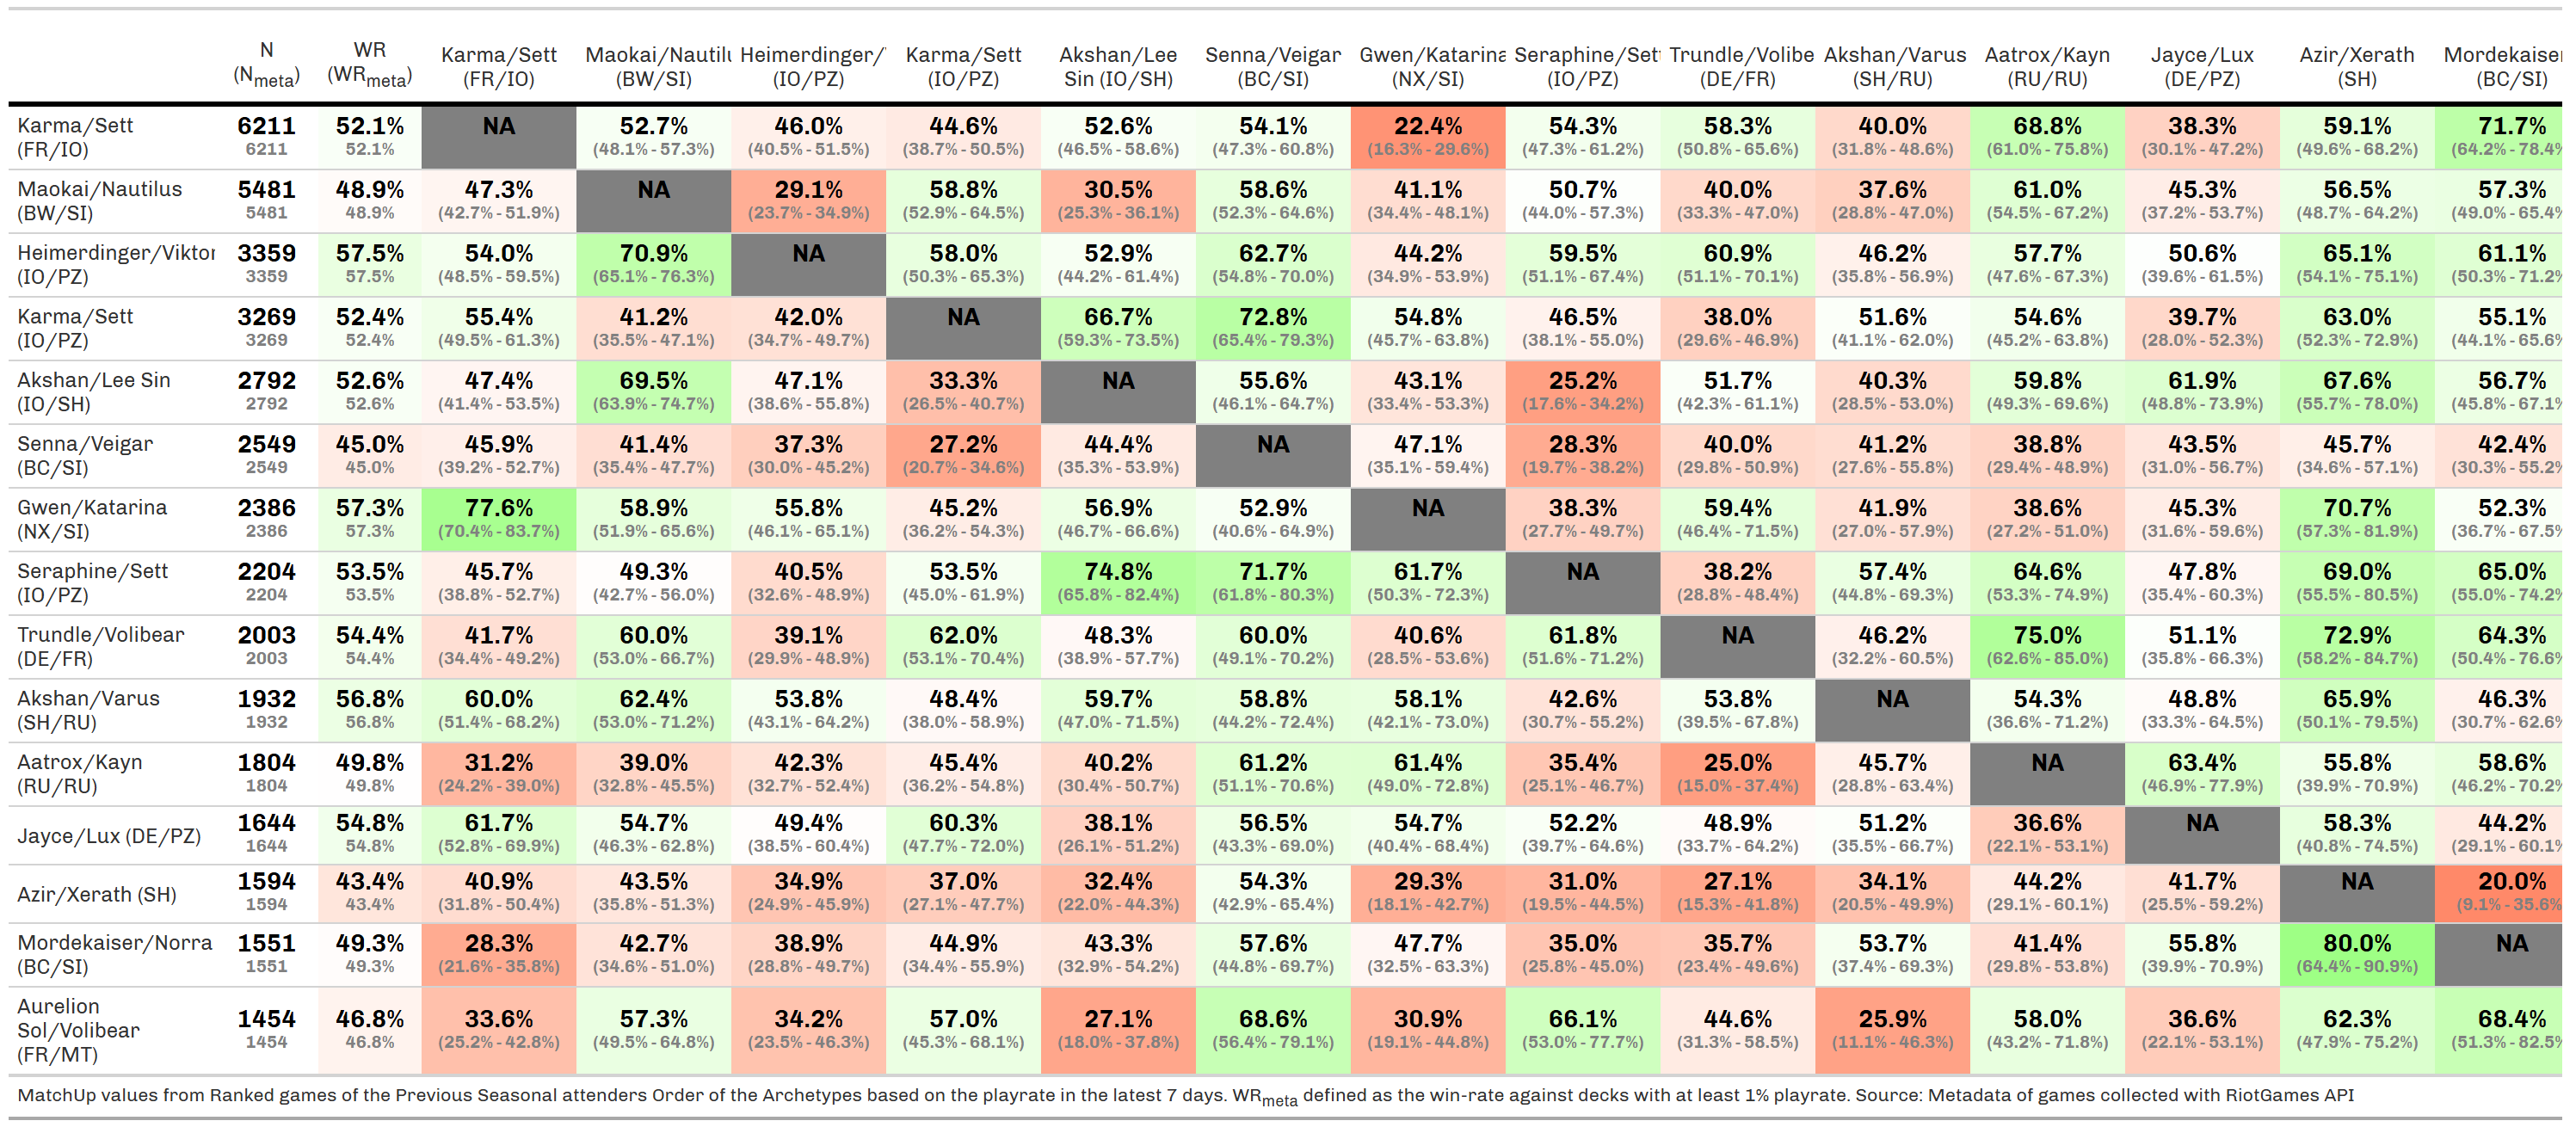 N WR Karma/Sett Maokai/Nautilu Heimerdinger/ Karma/Sett Akshan/Lee Senna/Veigar Gwen/Katarina Seraphine/Sett Trundle/Volibe Akshan/Varus Aatrox/Kayn Jayce/Lux Azir/Xerath Mordekaiser
(Nmeta) (WRmeta) (FR/IO) (BW/SI) (IO/PZ) (IO/PZ) Sin (IO/SH) (BC/SI) (NX/SI) (IO/PZ) (DE/FR) (SH/RU) (RU/RU) (DE/PZ) (SH) (BC/SI)
Karma/Sett 6211 52.1% NA 52.7% 46.0% 44.6% 52.6% 54.1% 22.4% 54.3% 58.3% 40.0% 68.8% 38.3% 59.1% 71.7%
(FR/IO) 6211 52.1% (48.1% - 57.3%) (40.5% - 51.5%) (38.7% - 50.5%) (46.5% - 58.6%) (47.3% - 60.8%) (16.3% - 29.6%) (47.3% - 61.2%) (50.8% - 65.6%) (31.8% - 48.6%) (61.0% - 75.8%) (30.1% - 47.2%) (49.6% - 68.2%) (64.2% - 78.4%
Maokai/Nautilus 5481 48.9% 47.3% NA 29.1% 58.8% 30.5% 58.6% 41.1% 50.7% 40.0% 37.6% 61.0% 45.3% 56.5% 57.3%
(BW/SI) 5481 48.9% (42.7% - 51.9%) (23.7% - 34.9%) (52.9% - 64.5%) (25.3% - 36.1%) (52.3% - 64.6%) (34.4% - 48.1%) (44.0% - 57.3%) (33.3% - 47.0%) (28.8% - 47.0%) (54.5% - 67.2%) (37.2% - 53.7%) (48.7% - 64.2%) (49.0% - 65.4%
Heimerdinger/Viktor 3359 57.5% 54.0% 70.9% NA 58.0% 52.9% 62.7% 44.2% 59.5% 60.9% 46.2% 57.7% 50.6% 65.1% 61.1%
(IO/PZ) 3359 57.5% (48.5% - 59.5%) (65.1% - 76.3%) (50.3% - 65.3%) (44.2% - 61.4%) (54.8% - 70.0%) (34.9% - 53.9%) (51.1% - 67.4%) (51.1% - 70.1%) (35.8% - 56.9%) (47.6% - 67.3%) (39.6% - 61.5%) (54.1% - 75.1%) (50.3% - 71.2%
Karma/Sett 3269 52.4% 55.4% 41.2% 42.0% NA 66.7% 72.8% 54.8% 46.5% 38.0% 51.6% 54.6% 39.7% 63.0% 55.1%
(IO/PZ) 3269 52.4% (49.5% - 61.3%) (35.5% - 47.1%) (34.7% - 49.7%) (59.3% - 73.5%) (65.4% - 79.3%) (45.7% - 63.8%) (38.1% - 55.0%) (29.6% - 46.9%) (41.1% - 62.0%) (45.2% - 63.8%) (28.0% - 52.3%) (52.3% - 72.9%) (44.1% - 65.6%
Akshan/Lee Sin 2792 52.6% 47.4% 69.5% 47.1% 33.3% NA 55.6% 43.1% 25.2% 51.7% 40.3% 59.8% 61.9% 67.6% 56.7%
(IO/SH) 2792 52.6% (41.4% - 53.5%) (63.9% - 74.7%) (38.6% - 55.8%) (26.5% - 40.7%) (46.1% - 64.7%) (33.4% - 53.3%) (17.6% - 34.2%) (42.3% - 61.1%) (28.5% - 53.0%) (49.3% - 69.6%) (48.8% - 73.9%) (55.7% - 78.0%) (45.8% - 67.1%
Senna/Veigar 2549 45.0% 45.9% 41.4% 37.3% 27.2% 44.4% NA 47.1% 28.3% 40.0% 41.2% 38.8% 43.5% 45.7% 42.4%
(BC/SI) 2549 45.0% (39.2% - 52.7%) (35.4% - 47.7%) (30.0% - 45.2%) (20.7% - 34.6%) (35.3% - 53.9%) (35.1% - 59.4%) (19.7% - 38.2%) (29.8% - 50.9%) (27.6% - 55.8%) (29.4% - 48.9%) (31.0% - 56.7%) (34.6% - 57.1%) (30.3% - 55.2%
Gwen/Katarina 2386 57.3% 77.6% 58.9% 55.8% 45.2% 56.9% 52.9% NA 38.3% 59.4% 41.9% 38.6% 45.3% 70.7% 52.3%
(NX/SI) 2386 57.3% (70.4% - 83.7%) (51.9% - 65.6%) (46.1% - 65.1%) (36.2% - 54.3%) (46.7% - 66.6%) (40.6% - 64.9%) (27.7% - 49.7%) (46.4% - 71.5%) (27.0% - 57.9%) (27.2% - 51.0%) (31.6% - 59.6%) (57.3% - 81.9%) (36.7% - 67.5%
Seraphine/Sett 2204 53.5% 45.7% 49.3% 40.5% 53.5% 74.8% 71.7% 61.7% NA 38.2% 57.4% 64.6% 47.8% 69.0% 65.0%
(IO/PZ) 2204 53.5% (38.8% - 52.7%) (42.7% - 56.0%) (32.6% - 48.9%) (45.0% - 61.9%) (65.8% - 82.4%) (61.8% - 80.3%) (50.3% - 72.3%) (28.8% - 48.4%) (44.8% - 69.3%) (53.3% - 74.9%) (35.4% - 60.3%) (55.5% - 80.5%) (55.0% - 74.2%
Trundle/Volibear 2003 54.4% 41.7% 60.0% 39.1% 62.0% 48.3% 60.0% 40.6% 61.8% NA 46.2% 75.0% 51.1% 72.9% 64.3%
(DE/FR) 2003 54.4% (34.4% - 49.2%) (53.0% - 66.7%) (29.9% - 48.9%) (53.1% - 70.4%) (38.9% - 57.7%) (49.1% - 70.2%) (28.5% - 53.6%) (51.6% - 71.2%) (32.2% - 60.5%) (62.6% - 85.0%) (35.8% - 66.3%) (58.2% - 84.7%) (50.4% - 76.6%
Akshan/Varus 1932 56.8% 60.0% 62.4% 53.8% 48.4% 59.7% 58.8% 58.1% 42.6% 53.8% NA 54.3% 48.8% 65.9% 46.3%
(SH/RU) 1932 56.8% (51.4% - 68.2%) (53.0% - 71.2%) (43.1% - 64.2%) (38.0% - 58.9%) (47.0% - 71.5%) (44.2% - 72.4%) (42.1% - 73.0%) (30.7% - 55.2%) (39.5% - 67.8%) (36.6% - 71.2%) (33.3% - 64.5%) (50.1% - 79.5%) (30.7% - 62.6%
Aatrox/Kayn 1804 49.8% 31.2% 39.0% 42.3% 45.4% 40.2% 61.2% 61.4% 35.4% 25.0% 45.7% NA 63.4% 55.8% 58.6%
(RU/RU) 1804 49.8% (24.2% - 39.0%) (32.8% - 45.5%) (32.7% - 52.4%) (36.2% - 54.8%) (30.4% - 50.7%) (51.1% - 70.6%) (49.0% - 72.8%) (25.1% - 46.7%) (15.0% - 37.4%) (28.8% - 63.4%) (46.9% - 77.9%) (39.9% - 70.9%) (46.2% - 70.2%
Jayce/Lux (DE/PZ) 1644 54.8% 61.7% 54.7% 49.4% 60.3% 38.1% 56.5% 54.7% 52.2% 48.9% 51.2% 36.6% NA 58.3% 44.2%
1644 54.8% (52.8% - 69.9%) (46.3% - 62.8%) (38.5% - 60.4%) (47.7% - 72.0%) (26.1% - 51.2%) (43.3% - 69.0%) (40.4% - 68.4%) (39.7% - 64.6%) (33.7% - 64.2%) (35.5% - 66.7%) (22.1% - 53.1%) (40.8% - 74.5%) (29.1% - 60.1%
Azir/Xerath (SH) 1594 43.4% 40.9% 43.5% 34.9% 37.0% 32.4% 54.3% 29.3% 31.0% 27.1% 34.1% 44.2% 41.7% NA 20.0%
1594 43.4% (31.8% - 50.4%) (35.8% - 51.3%) (24.9% - 45.9%) (27.1% - 47.7%) (22.0% - 44.3%) (42.9% - 65.4%) (18.1% - 42.7%) (19.5% - 44.5%) (15.3% - 41.8%) (20.5% - 49.9%) (29.1% - 60.1%) (25.5% - 59.2%) (9.1% - 35.6%
Mordekaiser/Norra 1551 49.3% 28.3% 42.7% 38.9% 44.9% 43.3% 57.6% 47.7% 35.0% 35.7% 53.7% 41.4% 55.8% 80.0% NA
(BC/SI) 1551 49.3% (21.6% - 35.8%) (34.6% - 51.0%) (28.8% - 49.7%) (34.4% - 55.9%) (32.9% - 54.2%) (44.8% - 69.7%) (32.5% - 63.3%) (25.8% - 45.0%) (23.4% - 49.6%) (37.4% - 69.3%) (29.8% - 53.8%) (39.9% - 70.9%) (64.4% - 90.9%)
Aurelion
Sol/Volibear 1454 46.8% 33.6% 57.3% 34.2% 57.0% 27.1% 68.6% 30.9% 66.1% 44.6% 25.9% 58.0% 36.6% 62.3% 68.4%
(FR/MT) 1454 46.8% (25.2% - 42.8%) (49.5% - 64.8%) (23.5% - 46.3%) (45.3% - 68.1%) (18.0% - 37.8%) (56.4% - 79.1%) (19.1% - 44.8%) (53.0% - 77.7%) (31.3% - 58.5%) (11.1% - 46.3%) (43.2% - 71.8%) (22.1% - 53.1%) (47.9% - 75.2%) (51.3% - 82.5%
MatchUp values from Ranked games of the Previous Seasonal attenders Order of the Archetypes based on the playrate in the latest 7 days. WRmeta defined as the win-rate against decks with at least 1% playrate. Source: Metadata of games collected with RiotGames API